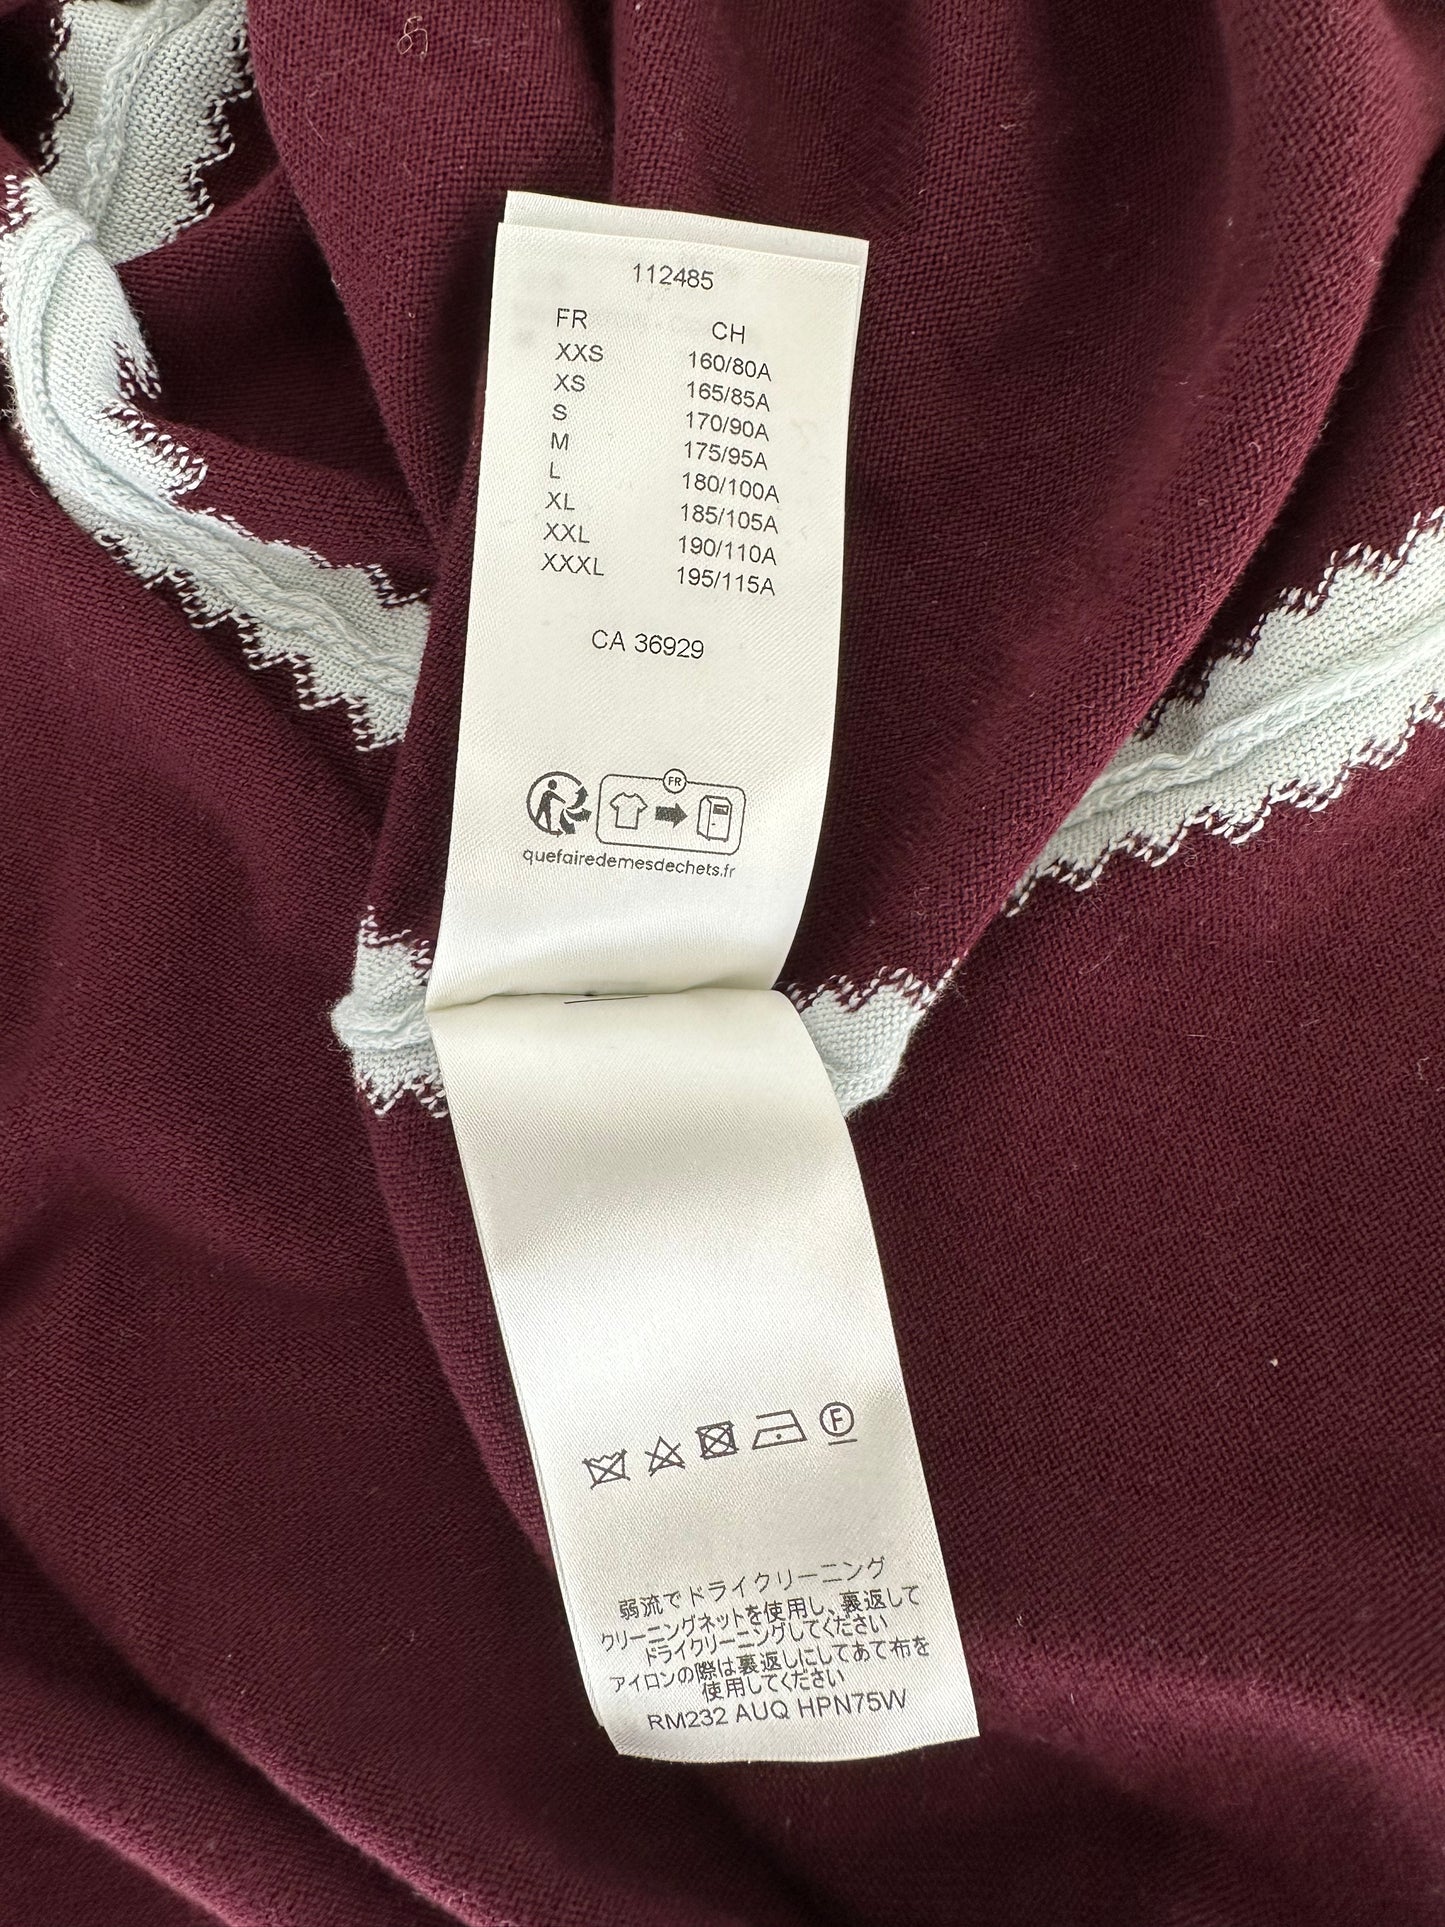 112485
FR CH
XXS 160/80A
XS 165/85A
S 170/90A
M 175/95A
L 180/100A
XL 185/105A
XXL 190/110A
XXXL 195/115A
CA 36929
FR
quefairedemesdechets.fr
F
弱流でドライクリーニング
クリーニングネットを使用し、裏返して
ドライクリーニングしてください
アイロンの際は裏返しにしてあて布を
使用してください
RM232 AUQ HPN75W